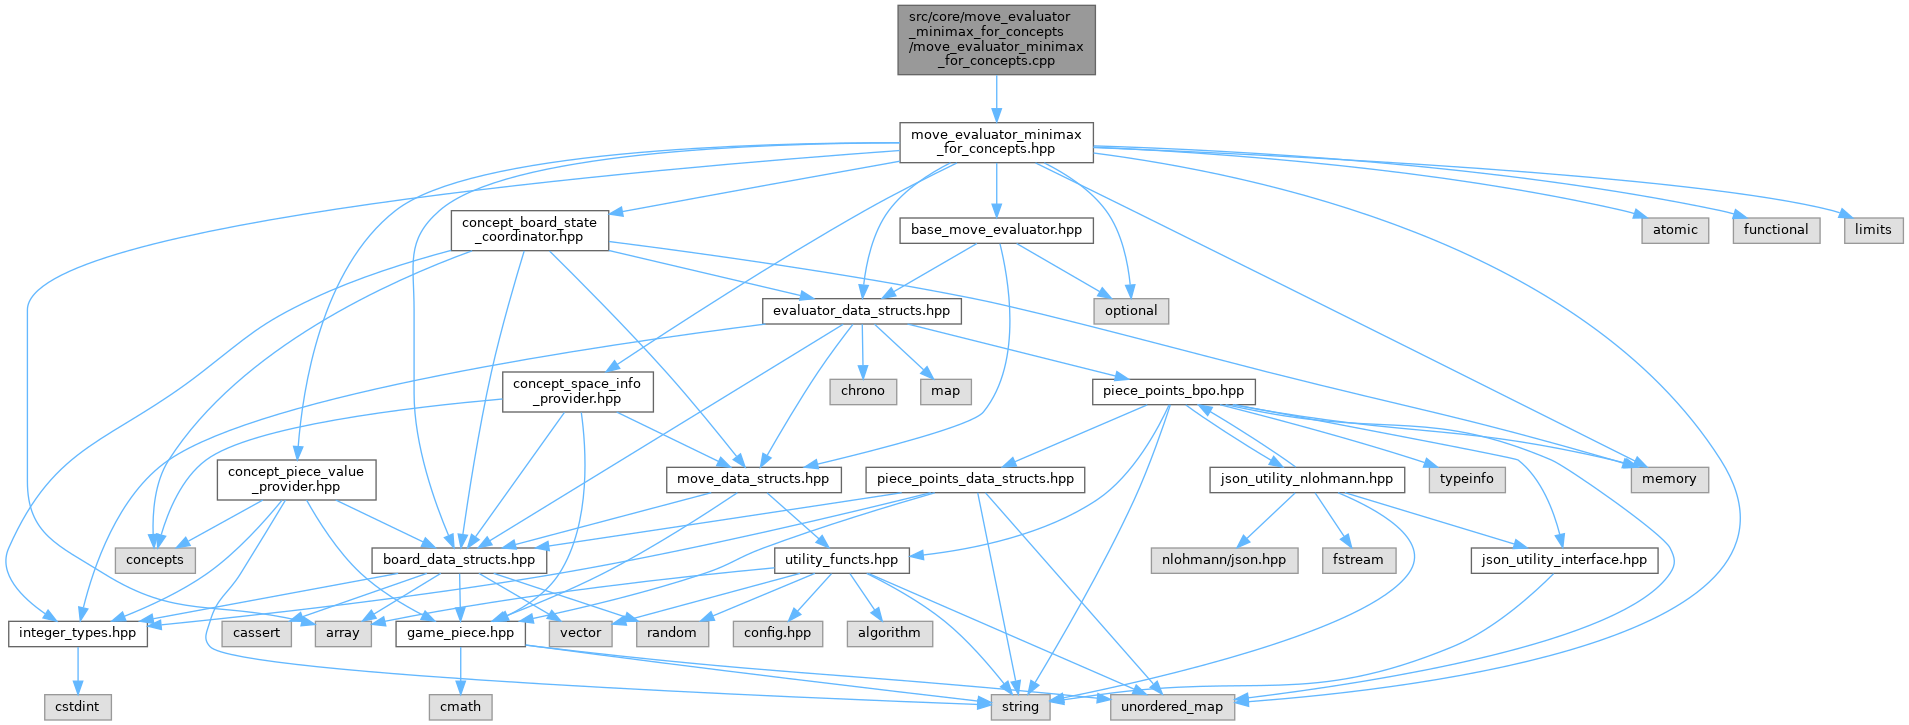 src/core/move_evaluator
_minimax_for_concepts
/move_evaluator_minimax
_for_concepts.cpp
move_evaluator_minimax
_for_concepts.hpp
concept_board_state
_coordinator.hpp
base_move_evaluator.hpp
atomic
functional
limits
evaluator_data_structs.hpp
optional
concept_space_info
_provider.hpp
chrono
map
piece_points_bpo.hpp
concept_piece_value
_provider.hpp
move_data_structs.hpp
piece_points_data_structs.hpp
json_utility_nlohmann.hpp
typeinfo
memory
concepts
board_data_structs.hpp
utility_functs.hpp
nlohmann/json.hpp
fstream
json_utility_interface.hpp
integer_types.hpp
cassert
array
game_piece.hpp
vector
random
config.hpp
algorithm
cstdint
cmath
string
unordered_map